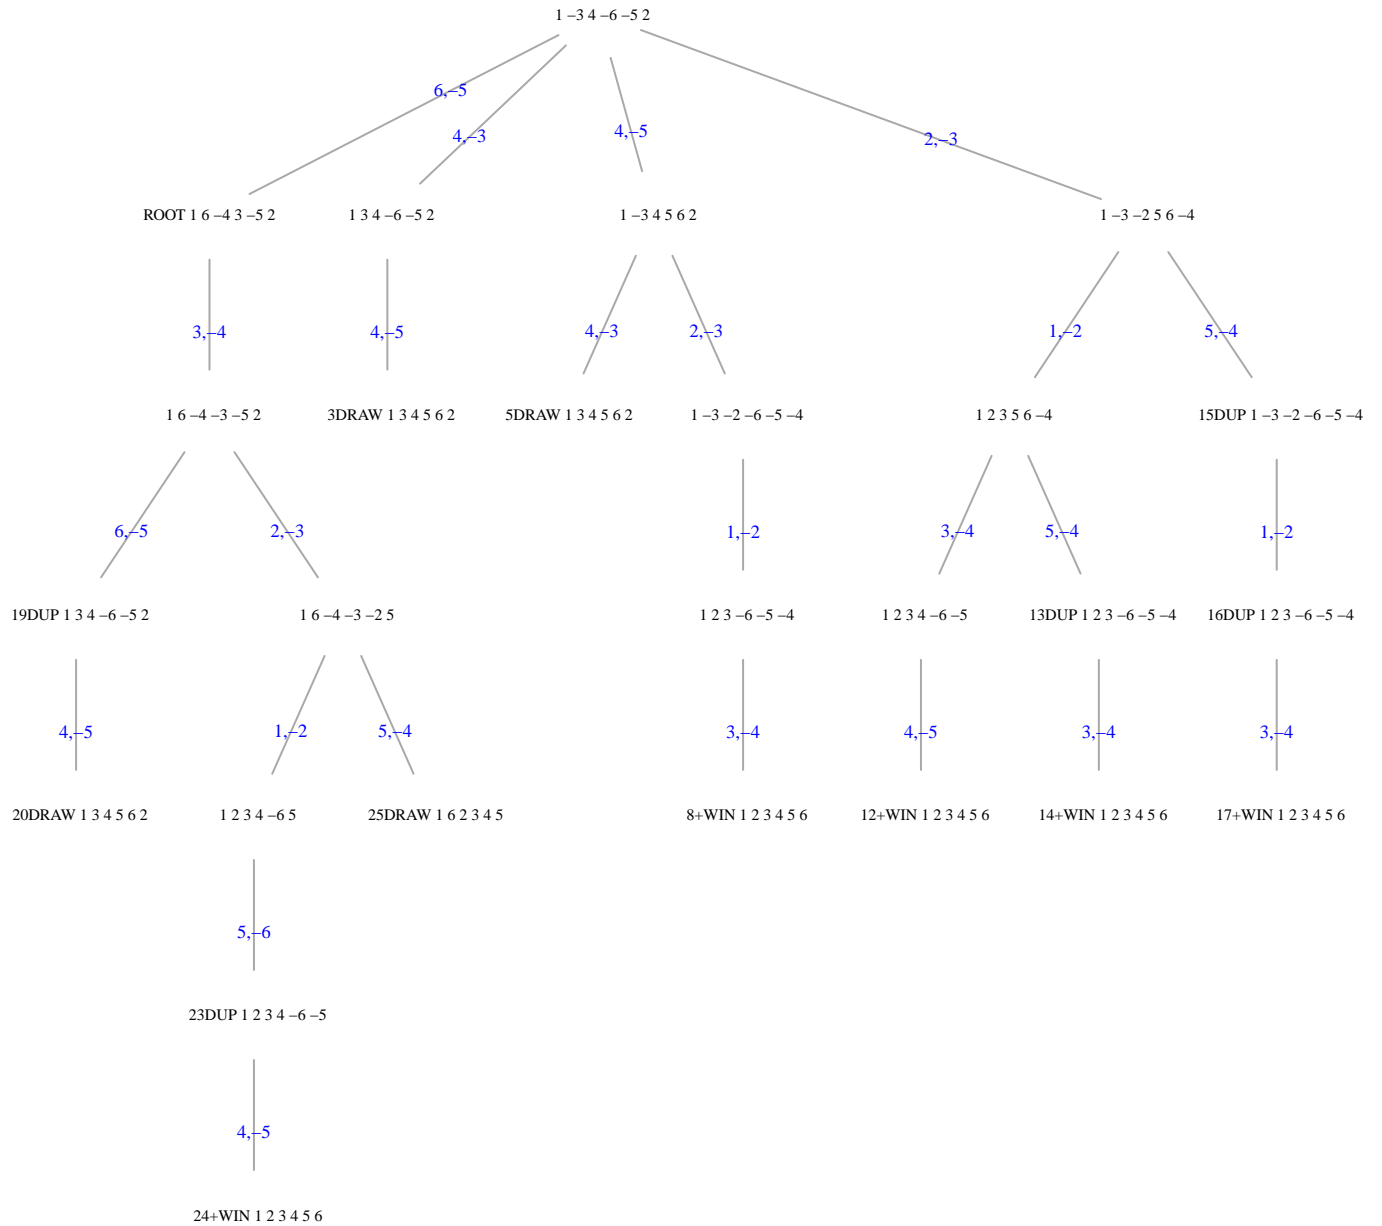 1 –3 4 –6 –5 2
6,–5
4,–3
4,–5
2,–3
ROOT 1 6 –4 3 –5 2
1 3 4 –6 –5 2
1 –3 4 5 6 2
1 –3 –2 5 6 –4
3,–4
4,–5
4,–3
2,–3
1,–2
5,–4
1 6 –4 –3 –5 2
3DRAW 1 3 4 5 6 2
5DRAW 1 3 4 5 6 2
1 –3 –2 –6 –5 –4
1 2 3 5 6 –4
15DUP 1 –3 –2 –6 –5 –4
6,–5
2,–3
1,–2
3,–4
5,–4
1,–2
19DUP 1 3 4 –6 –5 2
1 6 –4 –3 –2 5
1 2 3 –6 –5 –4
1 2 3 4 –6 –5
13DUP 1 2 3 –6 –5 –4
16DUP 1 2 3 –6 –5 –4
4,–5
1,–2
5,–4
3,–4
4,–5
3,–4
3,–4
20DRAW 1 3 4 5 6 2
1 2 3 4 –6 5
25DRAW 1 6 2 3 4 5
8+WIN 1 2 3 4 5 6
12+WIN 1 2 3 4 5 6
14+WIN 1 2 3 4 5 6
17+WIN 1 2 3 4 5 6
5,–6
23DUP 1 2 3 4 –6 –5
4,–5
24+WIN 1 2 3 4 5 6